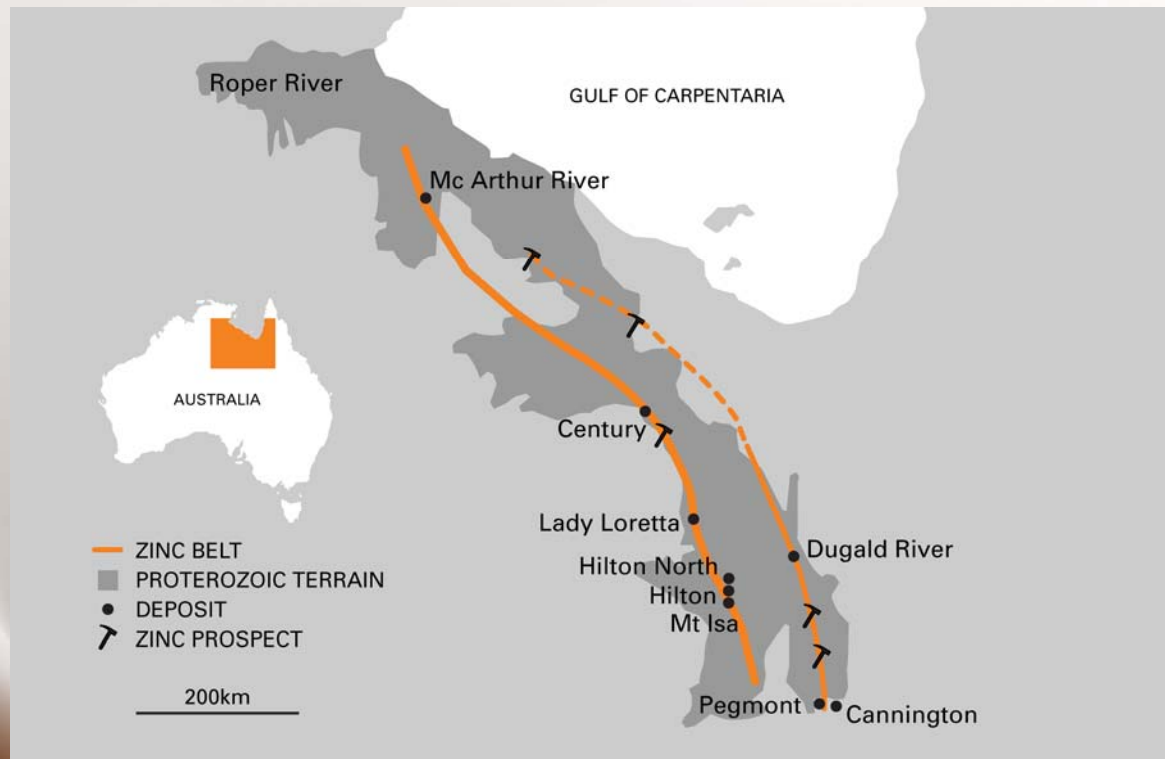 Roper River
GULF OF CARPENTARIA
Mc Arthur River
AUSTRALIA
Century
Lady Loretta
Dugald River
Hilton North
Hilton
Mt Isa
Pegmont
Cannington
ZINC BELT
PROTEROZOIC TERRAIN
DEPOSIT
ZINC PROSPECT
200km